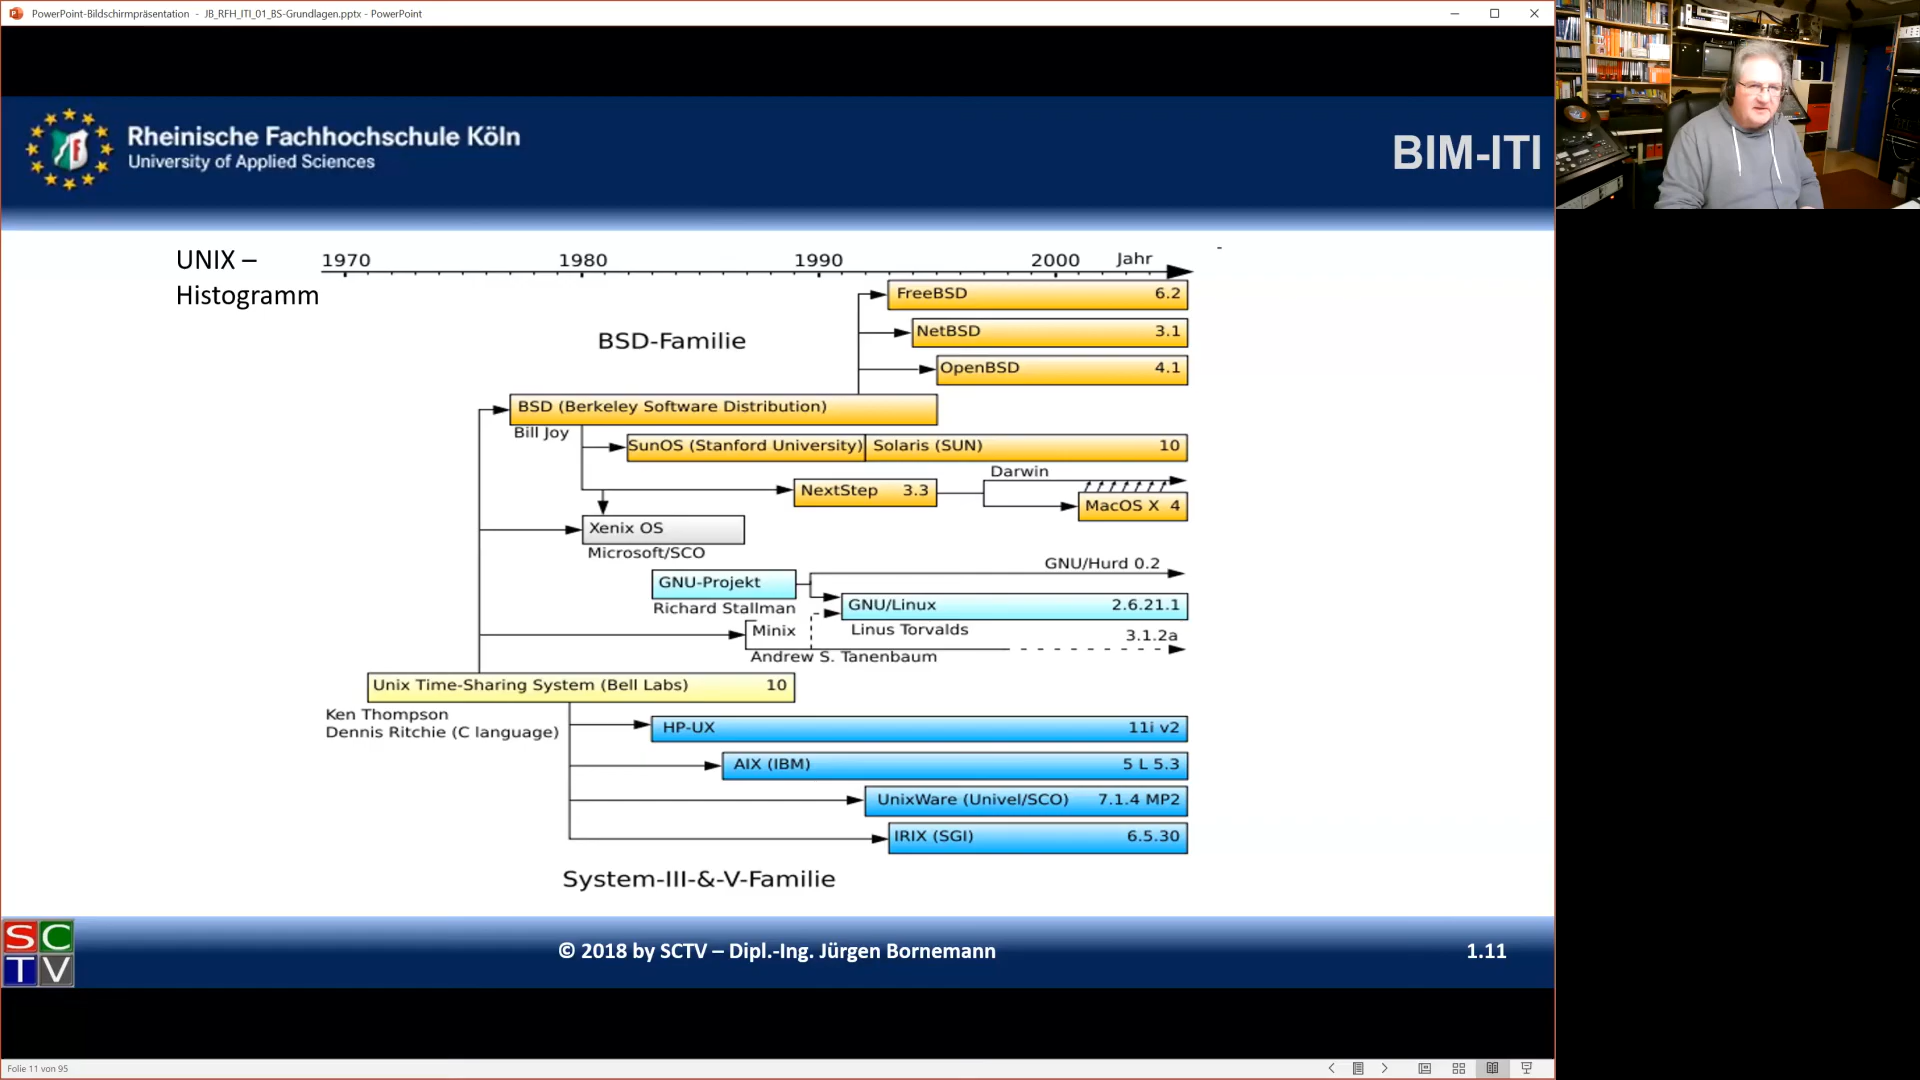 PowerPoint-Bildschirmpräsentation - JB_RFH_ITI_01_BS-Grundlagen.pptx - PowerPoint
Rheinische Fachhochschule Köln
University of Applied Sciences
BIM-ITI
UNIX –
Histogramm
1970 1980 1990 2000 Jahr
-
FreeBSD 6.2
BSD-Familie
NetBSD 3.1
OpenBSD 4.1
BSD (Berkeley Software Distribution)
Bill Joy
SunOS (Stanford University) Solaris (SUN) 10
Darwin
NextStep 3.3
MacOS X 4
Xenix OS
Microsoft/SCO
GNU/Hurd 0.2
GNU-Projekt
Richard Stallman
GNU/Linux 2.6.21.1
Minix
Linus Torvalds
3.1.2a
Andrew S. Tanenbaum
Unix Time-Sharing System (Bell Labs) 10
Ken Thompson
Dennis Ritchie (C language)
HP-UX 11i v2
AIX (IBM) 5 L 5.3
UnixWare (Univel/SCO) 7.1.4 MP2
IRIX (SGI) 6.5.30
System-III-&-V-Familie
SC
TV
© 2018 by SCTV – Dipl.-Ing. Jürgen Bornemann
1.11
Folie 11 von 95